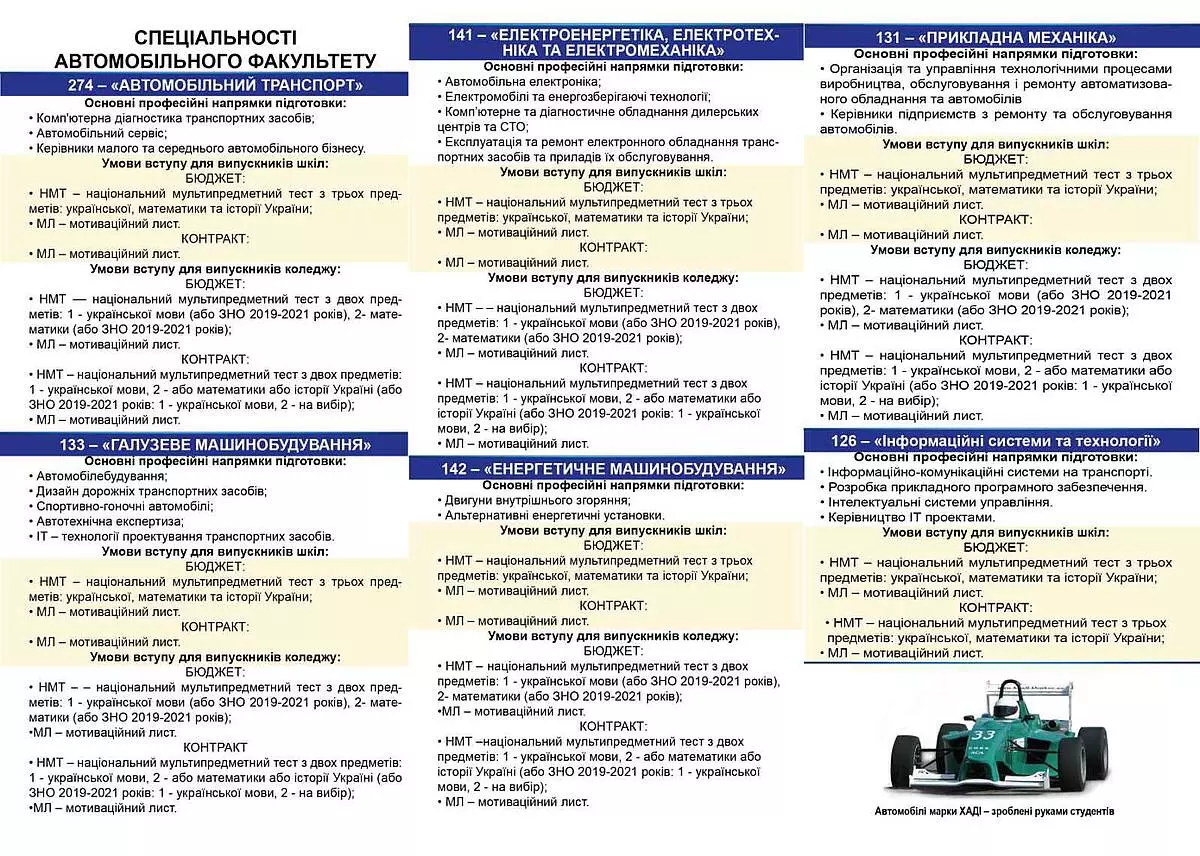 СПЕЦІАЛЬНОСТІ
АВТОМОБІЛЬНОГО ФАКУЛЬТЕТУ
274 – «АВТОМОБІЛЬНИЙ ТРАНСПОРТ»
Основні професійні напрямки підготовки:
• Комп'ютерна діагностика транспортних засобів;
• Автомобільний сервіс;
• Керівники малого та середнього автомобільного бізнесу.
Умови вступу для випускників шкіл:
БЮДЖЕТ:
• НМТ – національний мультипредметний тест з трьох пред-
метів: української, математики та історії України;
• МЛ – мотиваційний лист.
КОНТРАКТ:
• МЛ – мотиваційний лист.
Умови вступу для випускників коледжу:
БЮДЖЕТ:
• НМТ — національний мультипредметний тест з двох пред-
метів: 1 - української мови (або ЗНО 2019-2021 років), 2- мате-
матики (або ЗНО 2019-2021 років);
• МЛ – мотиваційний лист.
КОНТРАКТ:
• НМТ – національний мультипредметний тест з двох предметів:
1 - української мови, 2 - або математики або історії Україні (або
ЗНО 2019-2021 років: 1 - української мови, 2 - на вибір);
• МЛ – мотиваційний лист.
133 – «ГАЛУЗЕВЕ МАШИНОБУДУВАННЯ»
Основні професійні напрямки підготовки:
• Автомобілебудування;
• Дизайн дорожніх транспортних засобів;
• Спортивно-гоночні автомобілі;
• Автотехнічна експертиза;
• ІТ – технології проектування транспортних засобів.
Умови вступу для випускників шкіл:
БЮДЖЕТ:
• НМТ – національний мультипредметний тест з трьох пред-
метів: української, математики та історії України;
• МЛ – мотиваційний лист.
КОНТРАКТ:
• МЛ – мотиваційний лист.
Умови вступу для випускників коледжу:
БЮДЖЕТ:
• НМТ – – національний мультипредметний тест з двох пред-
метів: 1 - української мови (або ЗНО 2019-2021 років), 2- мате-
матики (або ЗНО 2019-2021 років);
•МЛ – мотиваційний лист.
КОНТРАКТ
• НМТ – національний мультипредметний тест з двох предметів:
1 - української мови, 2 - або математики або історії Україні (або
ЗНО 2019-2021 років: 1 - української мови, 2 - на вибір);
•МЛ – мотиваційний лист.
141 – «ЕЛЕКТРОЕНЕРГЕТІКА, ЕЛЕКТРОТЕХ-
НІКА ТА ЕЛЕКТРОМЕХАНІКА»
Основні професійні напрямки підготовки:
• Автомобільна електроніка;
• Електромобілі та енергозберігаючі технології;
• Комп'ютерне та діагностичне обладнання дилерських
центрів та СТО;
• Експлуатація та ремонт електронного обладнання транс-
портних засобів та приладів їх обслуговування.
Умови вступу для випускників шкіл:
БЮДЖЕТ:
• НМТ – національний мультипредметний тест з трьох
предметів: української, математики та історії України;
• МЛ – мотиваційний лист.
КОНТРАКТ:
• МЛ – мотиваційний лист.
Умови вступу для випускників коледжу:
БЮДЖЕТ:
• НМТ – – національний мультипредметний тест з двох
предметів: 1 - української мови (або ЗНО 2019-2021 років),
2- математики (або ЗНО 2019-2021 років);
• МЛ – мотиваційний лист.
КОНТРАКТ:
• НМТ – національний мультипредметний тест з двох
предметів: 1 - української мови, 2 - або математики або
історії Україні (або ЗНО 2019-2021 років: 1 - української
мови, 2 - на вибір);
• МЛ – мотиваційний лист.
142 – «ЕНЕРГЕТИЧНЕ МАШИНОБУДУВАННЯ»
Основні професійні напрямки підготовки:
• Двигуни внутрішнього згоряння;
• Альтернативні енергетичні установки.
Умови вступу для випускників шкіл:
БЮДЖЕТ:
• НМТ – національний мультипредметний тест з трьох
предметів: української, математики та історії України;
• МЛ – мотиваційний лист.
КОНТРАКТ:
• МЛ – мотиваційний лист.
Умови вступу для випускників коледжу:
БЮДЖЕТ:
• НМТ – національний мультипредметний тест з двох
предметів: 1 - української мови (або ЗНО 2019-2021 років),
2- математики (або ЗНО 2019-2021 років);
•МЛ – мотиваційний лист.
КОНТРАКТ:
• НМТ –національний мультипредметний тест з двох
предметів: 1 - української мови, 2 - або математики або
історії Україні (або ЗНО 2019-2021 років: 1 - української
мови, 2 - на вибір);
• МЛ – мотиваційний лист.
131 – «ПРИКЛАДНА МЕХАНІКА»
Основні професійні напрямки підготовки:
• Організація та управління технологічними процесами
виробництва, обслуговування і ремонту автоматизова-
ного обладнання та автомобілів
• Керівники підприємств з ремонту та обслуговування
автомобілів.
Умови вступу для випускників шкіл:
БЮДЖЕТ:
• НМТ – національний мультипредметний тест з трьох
предметів: української, математики та історії України;
• МЛ – мотиваційний лист.
КОНТРАКТ:
• МЛ – мотиваційний лист.
Умови вступу для випускників коледжу:
БЮДЖЕТ:
• НМТ – національний мультипредметний тест з двох
предметів: 1 - української мови (або ЗНО 2019-2021
років), 2- математики (або ЗНО 2019-2021 років);
• МЛ – мотиваційний лист.
КОНТРАКТ:
• НМТ – національний мультипредметний тест з двох
предметів: 1 - української мови, 2 - або математики або
історії Україні (або ЗНО 2019-2021 років: 1 - української
мови, 2 - на вибір);
• МЛ – мотиваційний лист.
126 – «Інформаційні системи та технології»
Основні професійні напрямки підготовки:
• Інформаційно-комунікаційні системи на транспорті.
• Розробка прикладного програмного забезпечення.
• Інтелектуальні системи управління.
• Керівництво ІТ проектами.
Умови вступу для випускників шкіл:
БЮДЖЕТ:
• НМТ – національний мультипредметний тест з трьох
предметів: української, математики та історії України;
• МЛ – мотиваційний лист.
КОНТРАКТ:
• НМТ – національний мультипредметний тест з трьох
предметів: української, математики та історії України;
• МЛ – мотиваційний лист.
33
Автомобілі марки ХАДІ – зроблені руками студентів